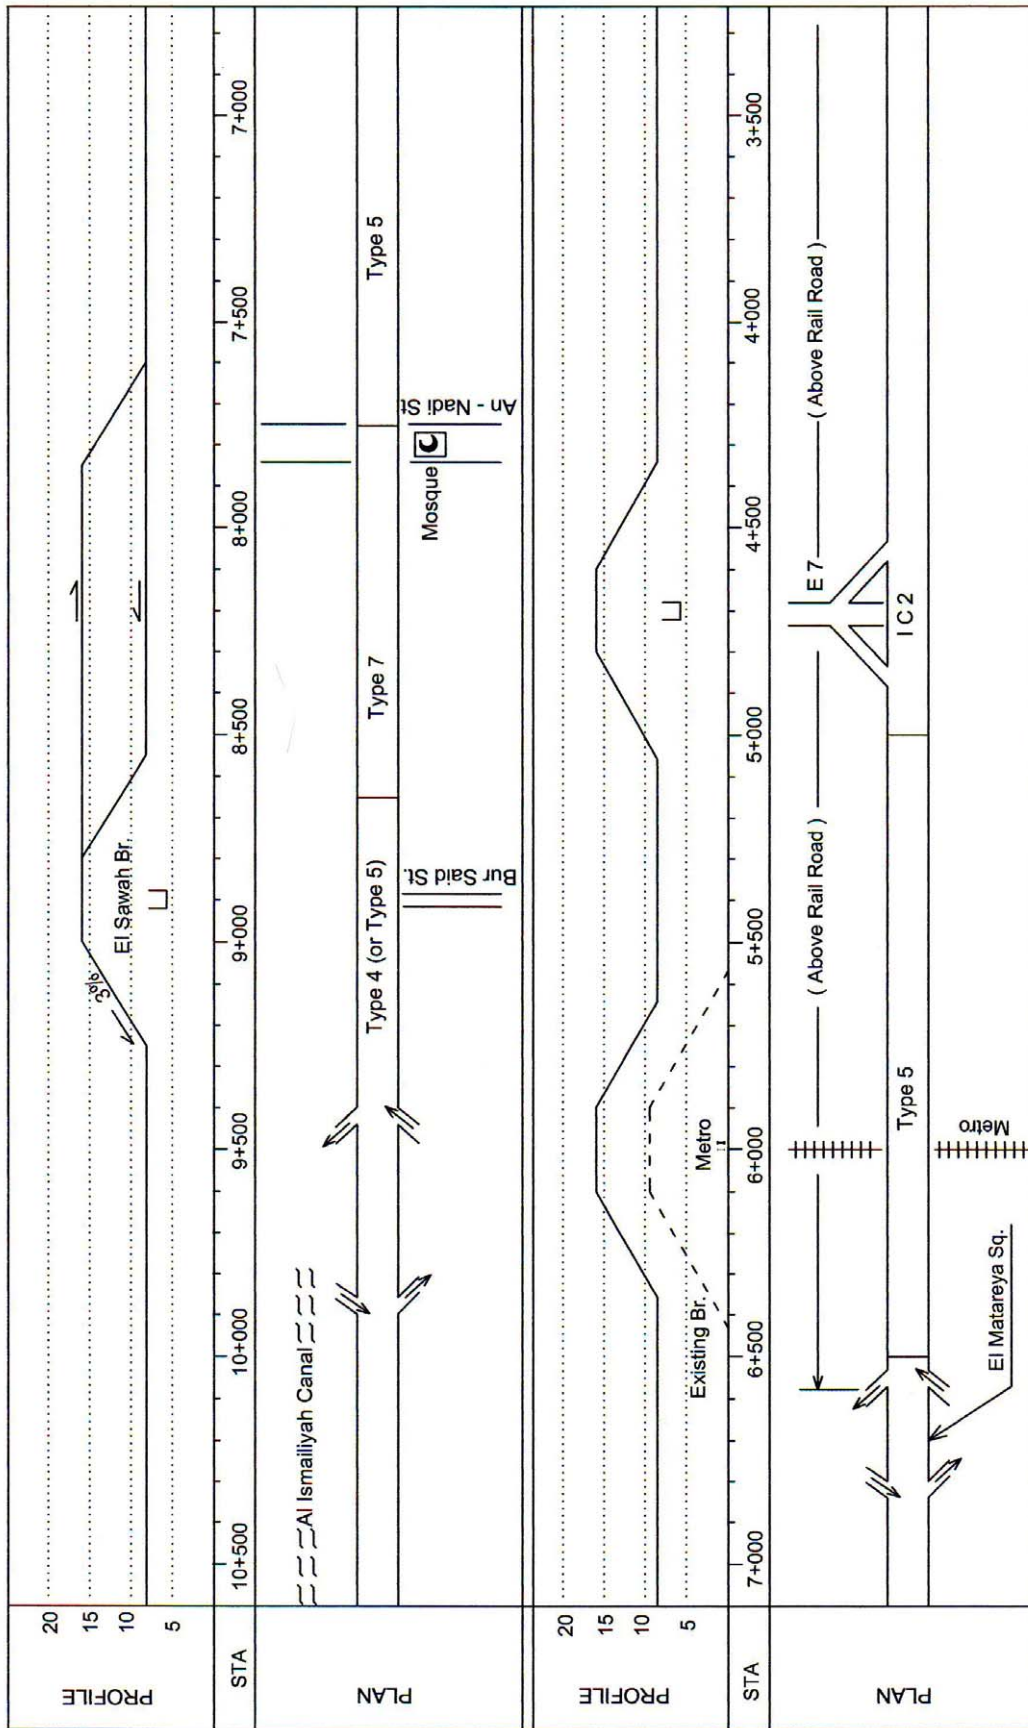 PROFILE
20
15
10
5
El Sawah Br.
3%
STA
10+500
10+000
9+500
9+000
8+500
8+000
7+500
7+000
PLAN
Al Ismailiyah Canal
Type 4 (or Type 5)
Type 7
Type 5
Bur Said St.
Mosque
An - Nadi St
PROFILE
20
15
10
5
Existing Br.
Metro
STA
7+000
6+500
6+000
5+500
5+000
4+500
4+000
3+500
PLAN
( Above Rail Road )
E 7
( Above Rail Road )
I C 2
Type 5
El Matareya Sq.
Metro